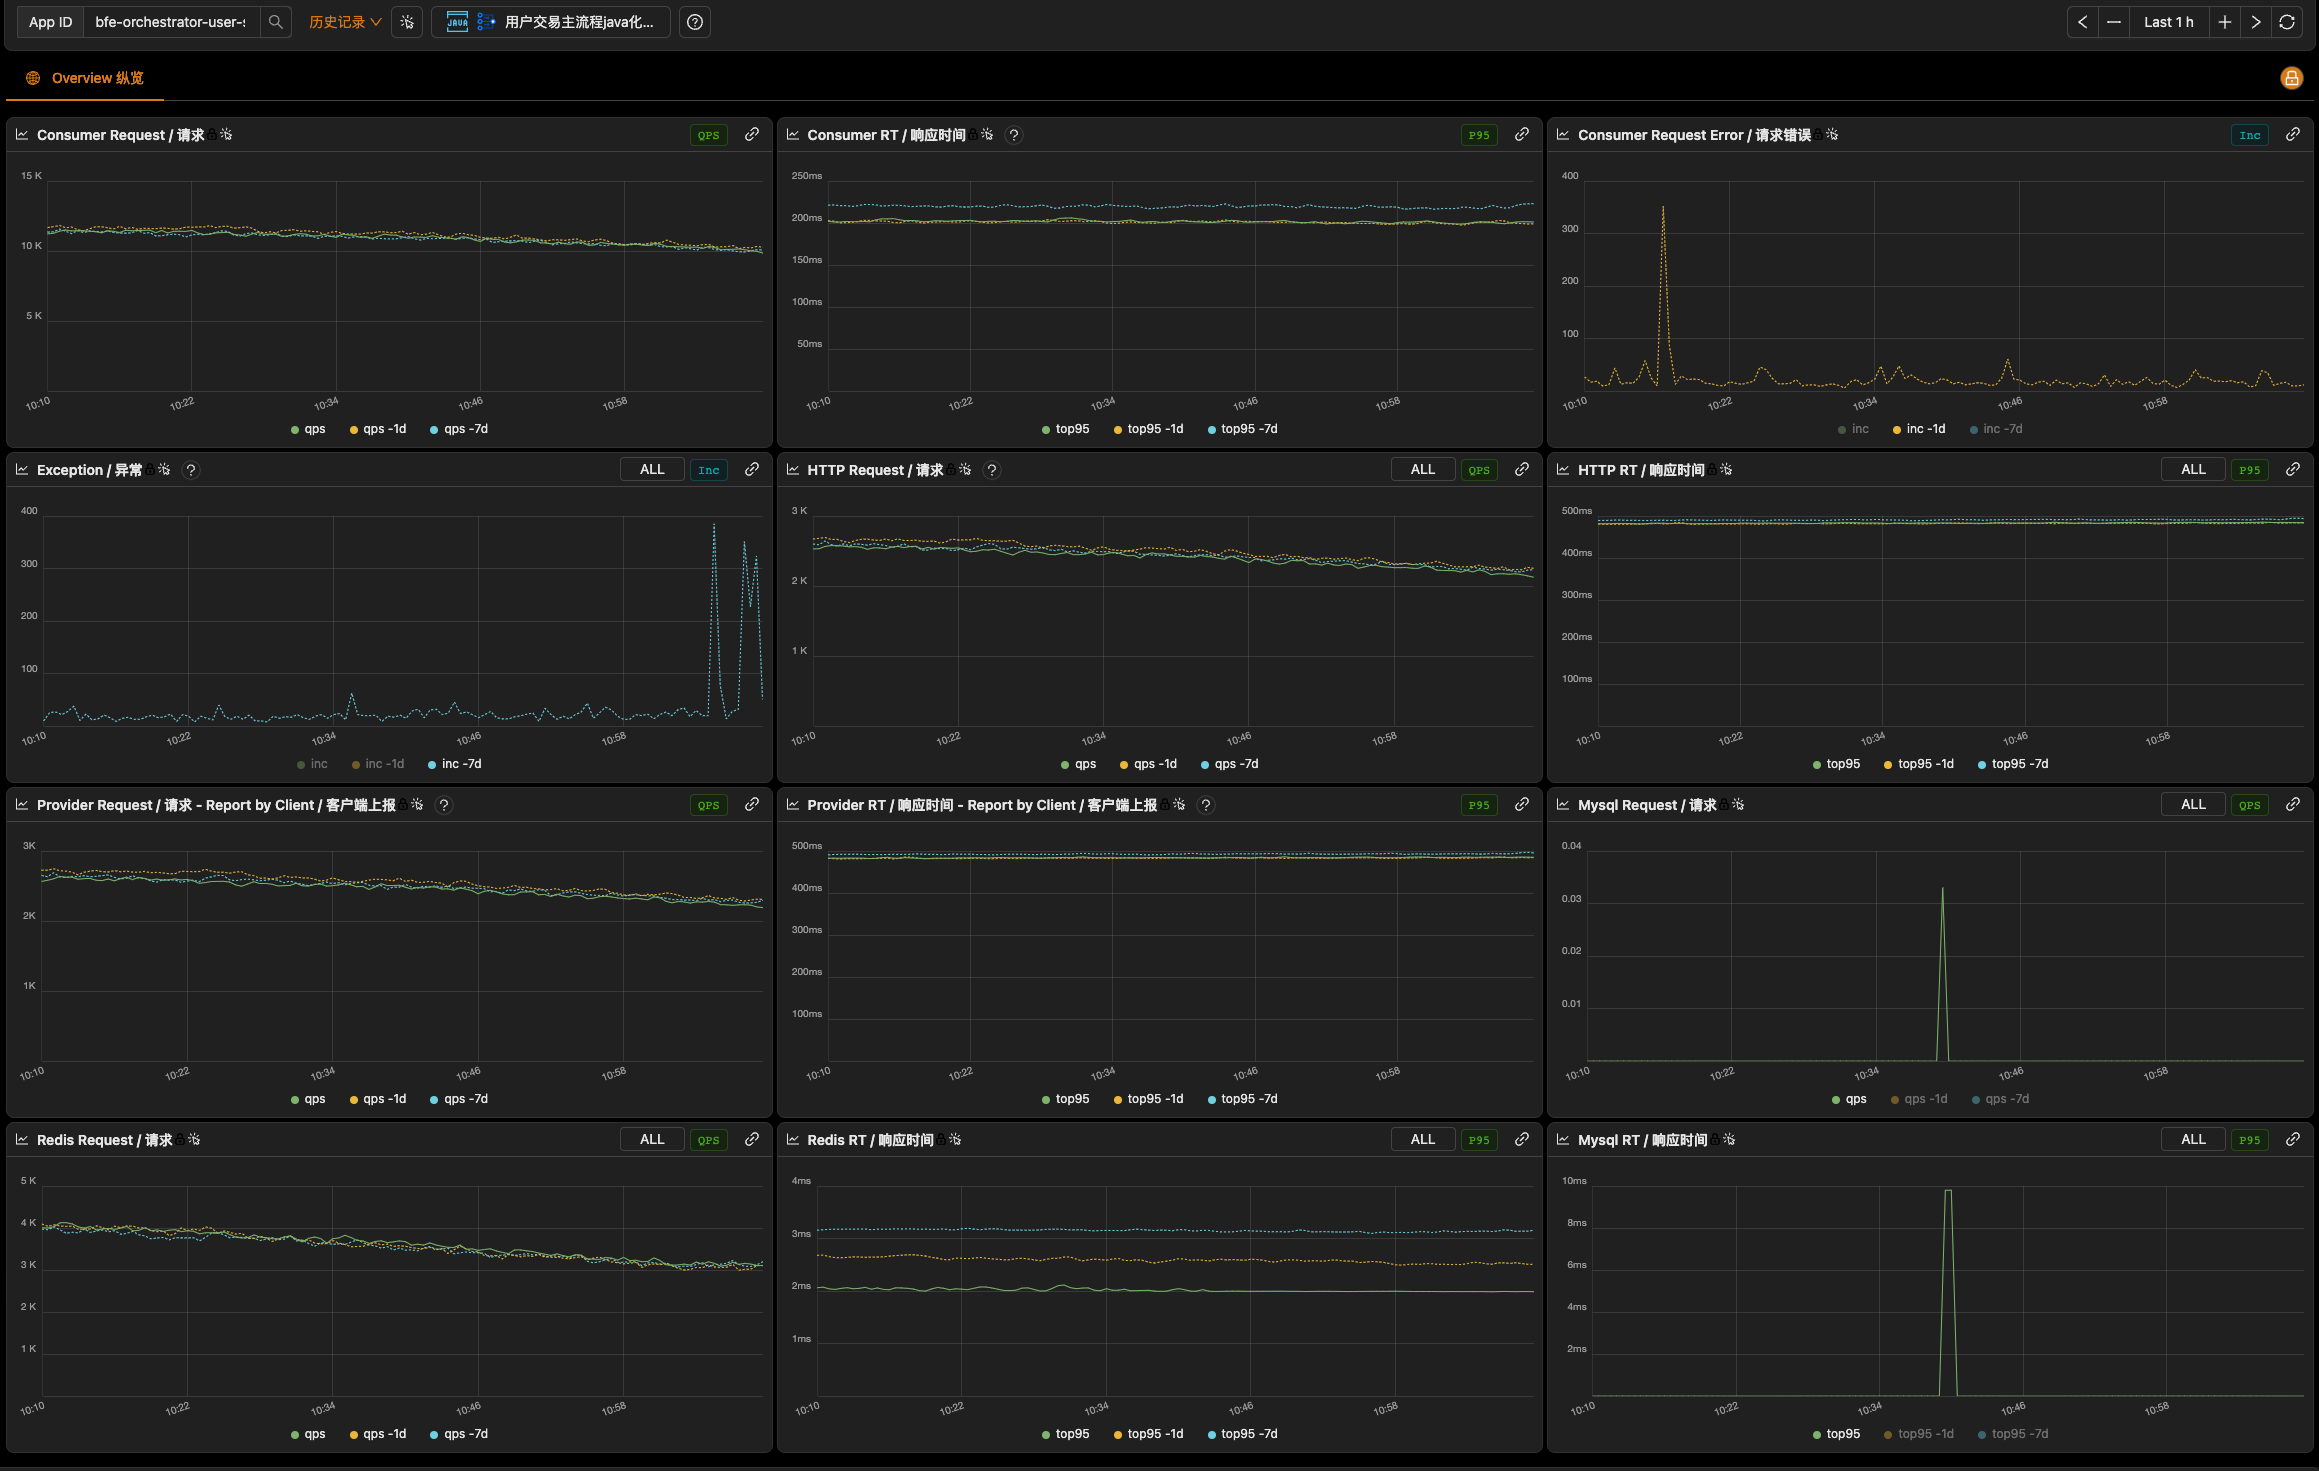 App ID bfe-orchestrator-user-s 历史记录 JAVA 用户交易主流程java化... Last 1 h
Overview 纵览
Consumer Request / 请求 QPS
15 K
10 K
5 K
10:10 10:22 10:34 10:46 10:58
qps qps -1d qps -7d
Consumer RT / 响应时间 ? P95
250ms
200ms
150ms
100ms
50ms
10:10 10:22 10:34 10:46 10:58
top95 top95 -1d top95 -7d
Consumer Request Error / 请求错误 Inc
400
300
200
100
10:10 10:22 10:34 10:46 10:58
inc inc -1d inc -7d
Exception / 异常 ? ALL Inc
400
300
200
100
10:10 10:22 10:34 10:46 10:58
inc inc -1d inc -7d
HTTP Request / 请求 ? ALL QPS
3 K
2 K
1 K
10:10 10:22 10:34 10:46 10:58
qps qps -1d qps -7d
HTTP RT / 响应时间 ALL P95
500ms
400ms
300ms
200ms
100ms
10:10 10:22 10:34 10:46 10:58
top95 top95 -1d top95 -7d
Provider Request / 请求 - Report by Client / 客户端上报 ? QPS
3K
2K
1K
10:10 10:22 10:34 10:46 10:58
qps qps -1d qps -7d
Provider RT / 响应时间 - Report by Client / 客户端上报 ? P95
500ms
400ms
300ms
200ms
100ms
10:10 10:22 10:34 10:46 10:58
top95 top95 -1d top95 -7d
Mysql Request / 请求 ALL QPS
0.04
0.03
0.02
0.01
10:10 10:22 10:34 10:46 10:58
qps qps -1d qps -7d
Redis Request / 请求 ALL QPS
5 K
4 K
3 K
2 K
1 K
10:10 10:22 10:34 10:46 10:58
qps qps -1d qps -7d
Redis RT / 响应时间 ALL P95
4ms
3ms
2ms
1ms
10:10 10:22 10:34 10:46 10:58
top95 top95 -1d top95 -7d
Mysql RT / 响应时间 ALL P95
10ms
8ms
6ms
4ms
2ms
10:10 10:22 10:34 10:46 10:58
top95 top95 -1d top95 -7d